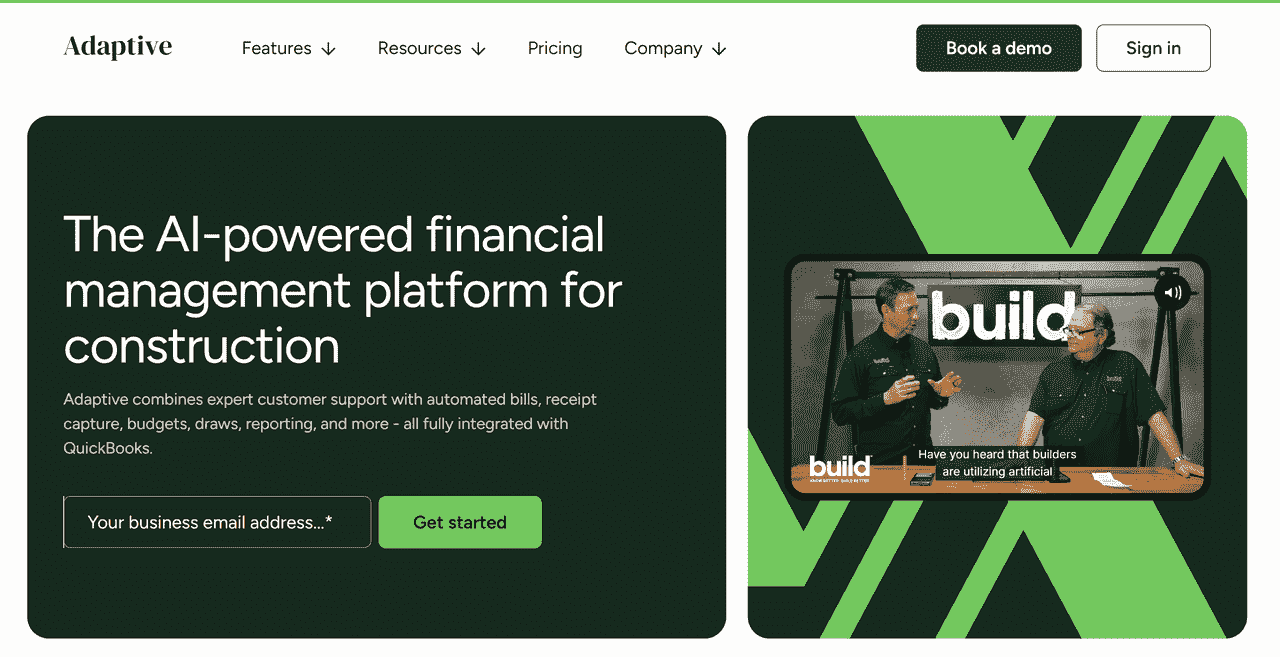 Adaptive
Features
Resources
Pricing
Company
Book a demo
Sign in
The AI-powered financial
management platform for
construction
Adaptive combines expert customer support with automated bills, receipt
capture, budgets, draws, reporting, and more - all fully integrated with
QuickBooks.
Your business email address...*
Get started
build
build
Have you heard that builders
are utilizing artificial